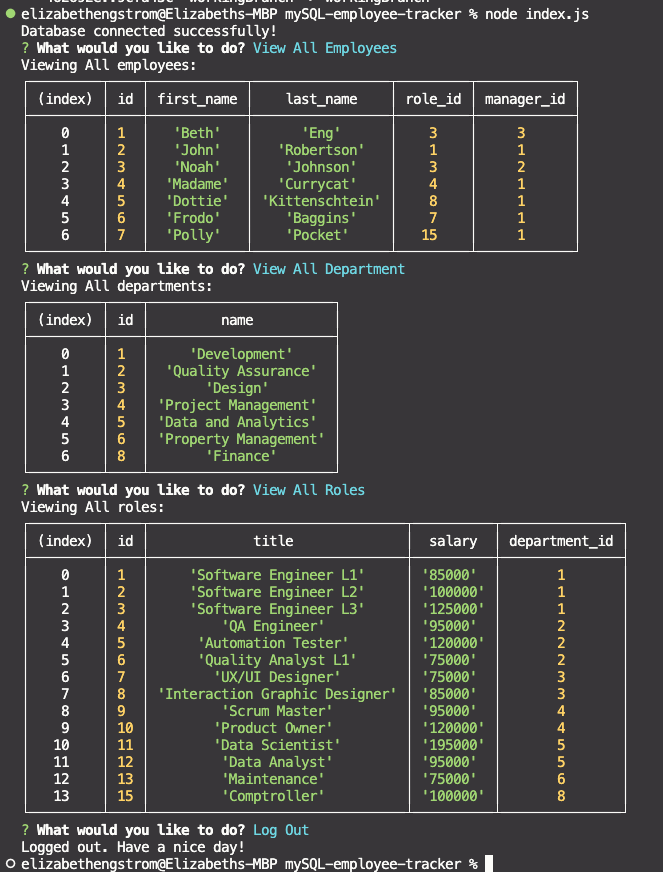 elizabethengstrom@Elizabeths-MBP mySQL-employee-tracker % node index.js
Database connected successfully!
? What would you like to do? View All Employees
Viewing All employees:
(index) id first_name last_name role_id manager_id
0 1 'Beth' 'Eng' 3 3
1 2 'John' 'Robertson' 1 1
2 3 'Noah' 'Johnson' 3 2
3 4 'Madame' 'Currycat' 4 1
4 5 'Dottie' 'Kittenschtein' 8 1
5 6 'Frodo' 'Baggins' 7 1
6 7 'Polly' 'Pocket' 15 1
? What would you like to do? View All Department
Viewing All departments:
(index) id name
0 1 'Development'
1 2 'Quality Assurance'
2 3 'Design'
3 4 'Project Management'
4 5 'Data and Analytics'
5 6 'Property Management'
6 8 'Finance'
? What would you like to do? View All Roles
Viewing All roles:
(index) id title salary department_id
0 1 'Software Engineer L1' '85000' 1
1 2 'Software Engineer L2' '100000' 1
2 3 'Software Engineer L3' '125000' 1
3 4 'QA Engineer' '95000' 2
4 5 'Automation Tester' '120000' 2
5 6 'Quality Analyst L1' '75000' 2
6 7 'UX/UI Designer' '75000' 3
7 8 'Interaction Graphic Designer' '85000' 3
8 9 'Scrum Master' '95000' 4
9 10 'Product Owner' '120000' 4
10 11 'Data Scientist' '195000' 5
11 12 'Data Analyst' '95000' 5
12 13 'Maintenance' '75000' 6
13 15 'Comptroller' '100000' 8
? What would you like to do? Log Out
Logged out. Have a nice day!
elizabethengstrom@Elizabeths-MBP mySQL-employee-tracker %